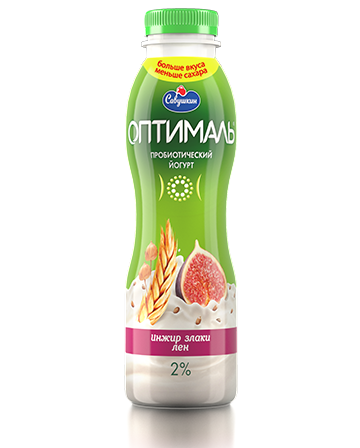 больше вкуса
меньше сахара
Савушкин
ОПТИМАЛЬ
ПРОБИОТИЧЕСКИЙ
ЙОГУРТ
инжир злаки
лен
2%